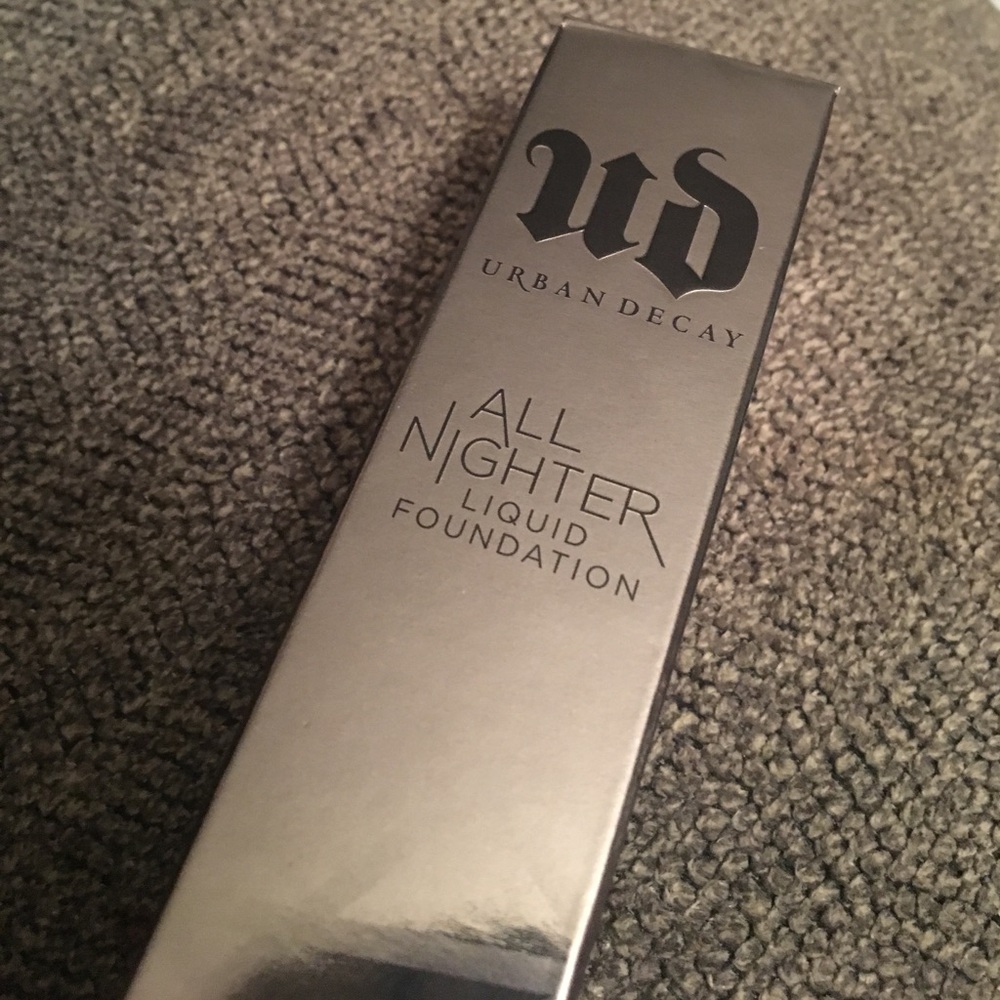 ud
URBAN DECAY
ALL
NIGHTER
LIQUID
FOUNDATION